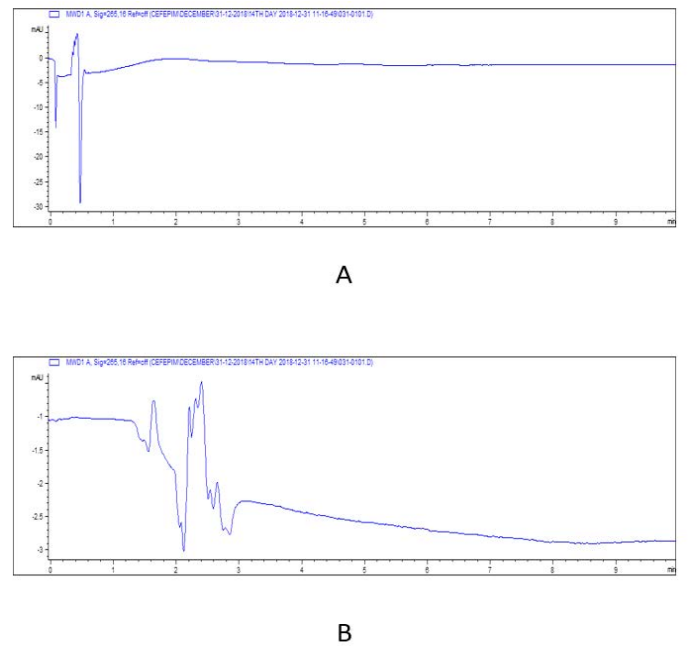 MWD1 A, Sig=265,16 Ref=off (CEFEPIM\DECEMBER\31-12-2018\14TH DAY 2018-12-31 11-16-49\031-0101.D)
mAU
0
-5
-10
-15
-20
-25
-30
0 1 2 3 4 5 6 7 8 9 min
A
MWD1 A, Sig=265,16 Ref=off (CEFEPIM\DECEMBER\31-12-2018\14TH DAY 2018-12-31 11-16-49\031-0101.D)
mAU
-1
-1.5
-2
-2.5
-3
0 1 2 3 4 5 6 7 8 9 min
B